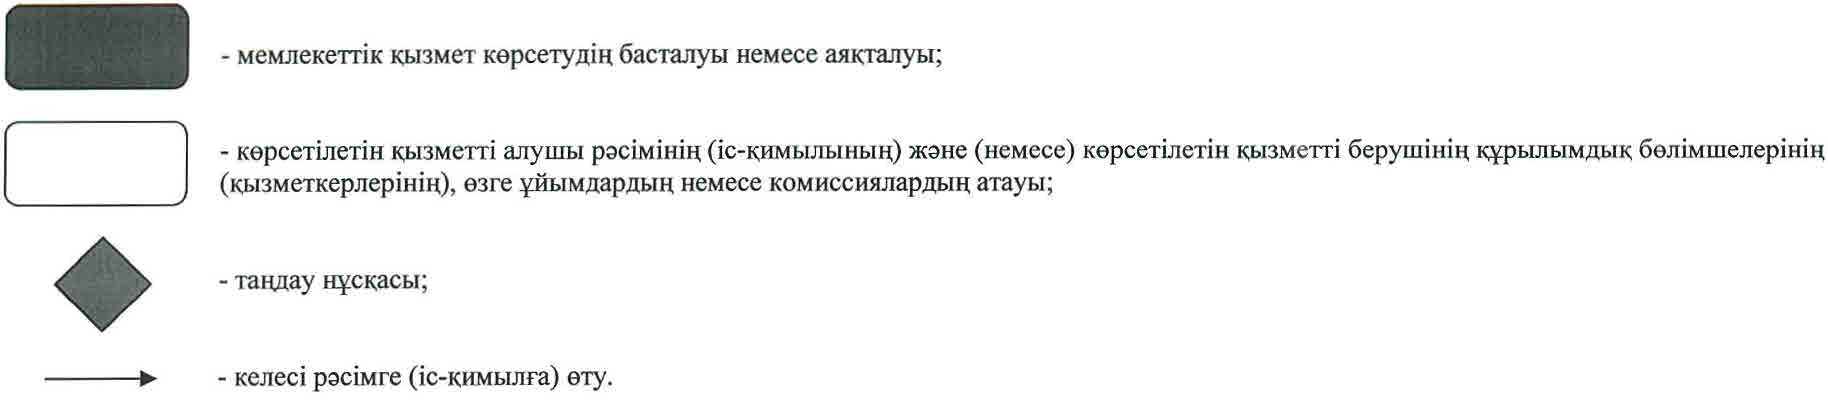 - мемлекеттік қызмет көрсетудің басталуы немесе аяқталуы;
- көрсетілетін қызметті алушы рәсімінің (іс-қимылының) және (немесе) көрсетілетін қызметті берушінің құрылымдық бөлімшелерінің
(қызметкерлерінің), өзге ұйымдардың немесе комиссиялардың атауы;
- таңдау нұсқасы;
- келесі рәсімге (іс-қимылға) өту.